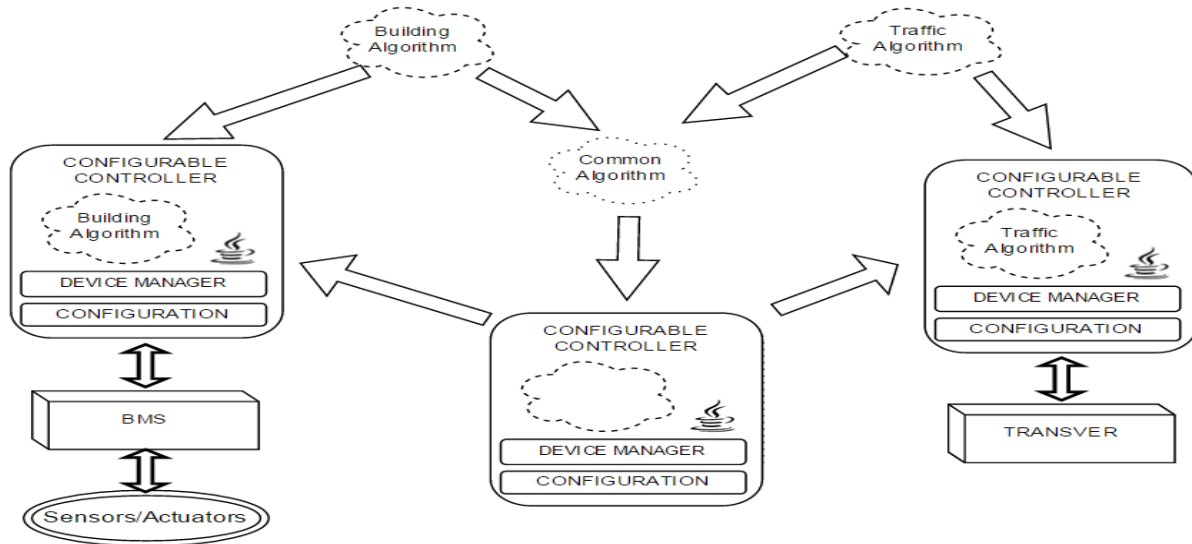 Building
Algorithm
Traffic
Algorithm
CONFIGURABLE
CONTROLLER
Building
Algorithm
DEVICE MANAGER
CONFIGURATION
BMS
Sensors/Actuators
Common
Algorithm
CONFIGURABLE
CONTROLLER
DEVICE MANAGER
CONFIGURATION
CONFIGURABLE
CONTROLLER
Traffic
Algorithm
DEVICE MANAGER
CONFIGURATION
TRANSVER